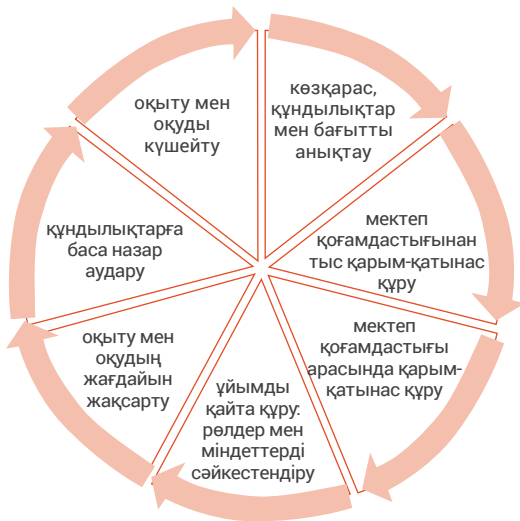 көзқарас,
құндылықтар
мен бағытты
анықтау
мектеп
қоғамдастығынан
тыс қарым-қатынас
құру
мектеп
қоғамдастығы
арасында қарым-
қатынас құру
ұйымды
қайта құру:
рөлдер мен
міндеттерді
сәйкестендіру
оқыту мен
оқудың
жағдайын
жақсарту
құндылықтарға
баса назар
аудару
оқыту мен
оқуды
күшейту